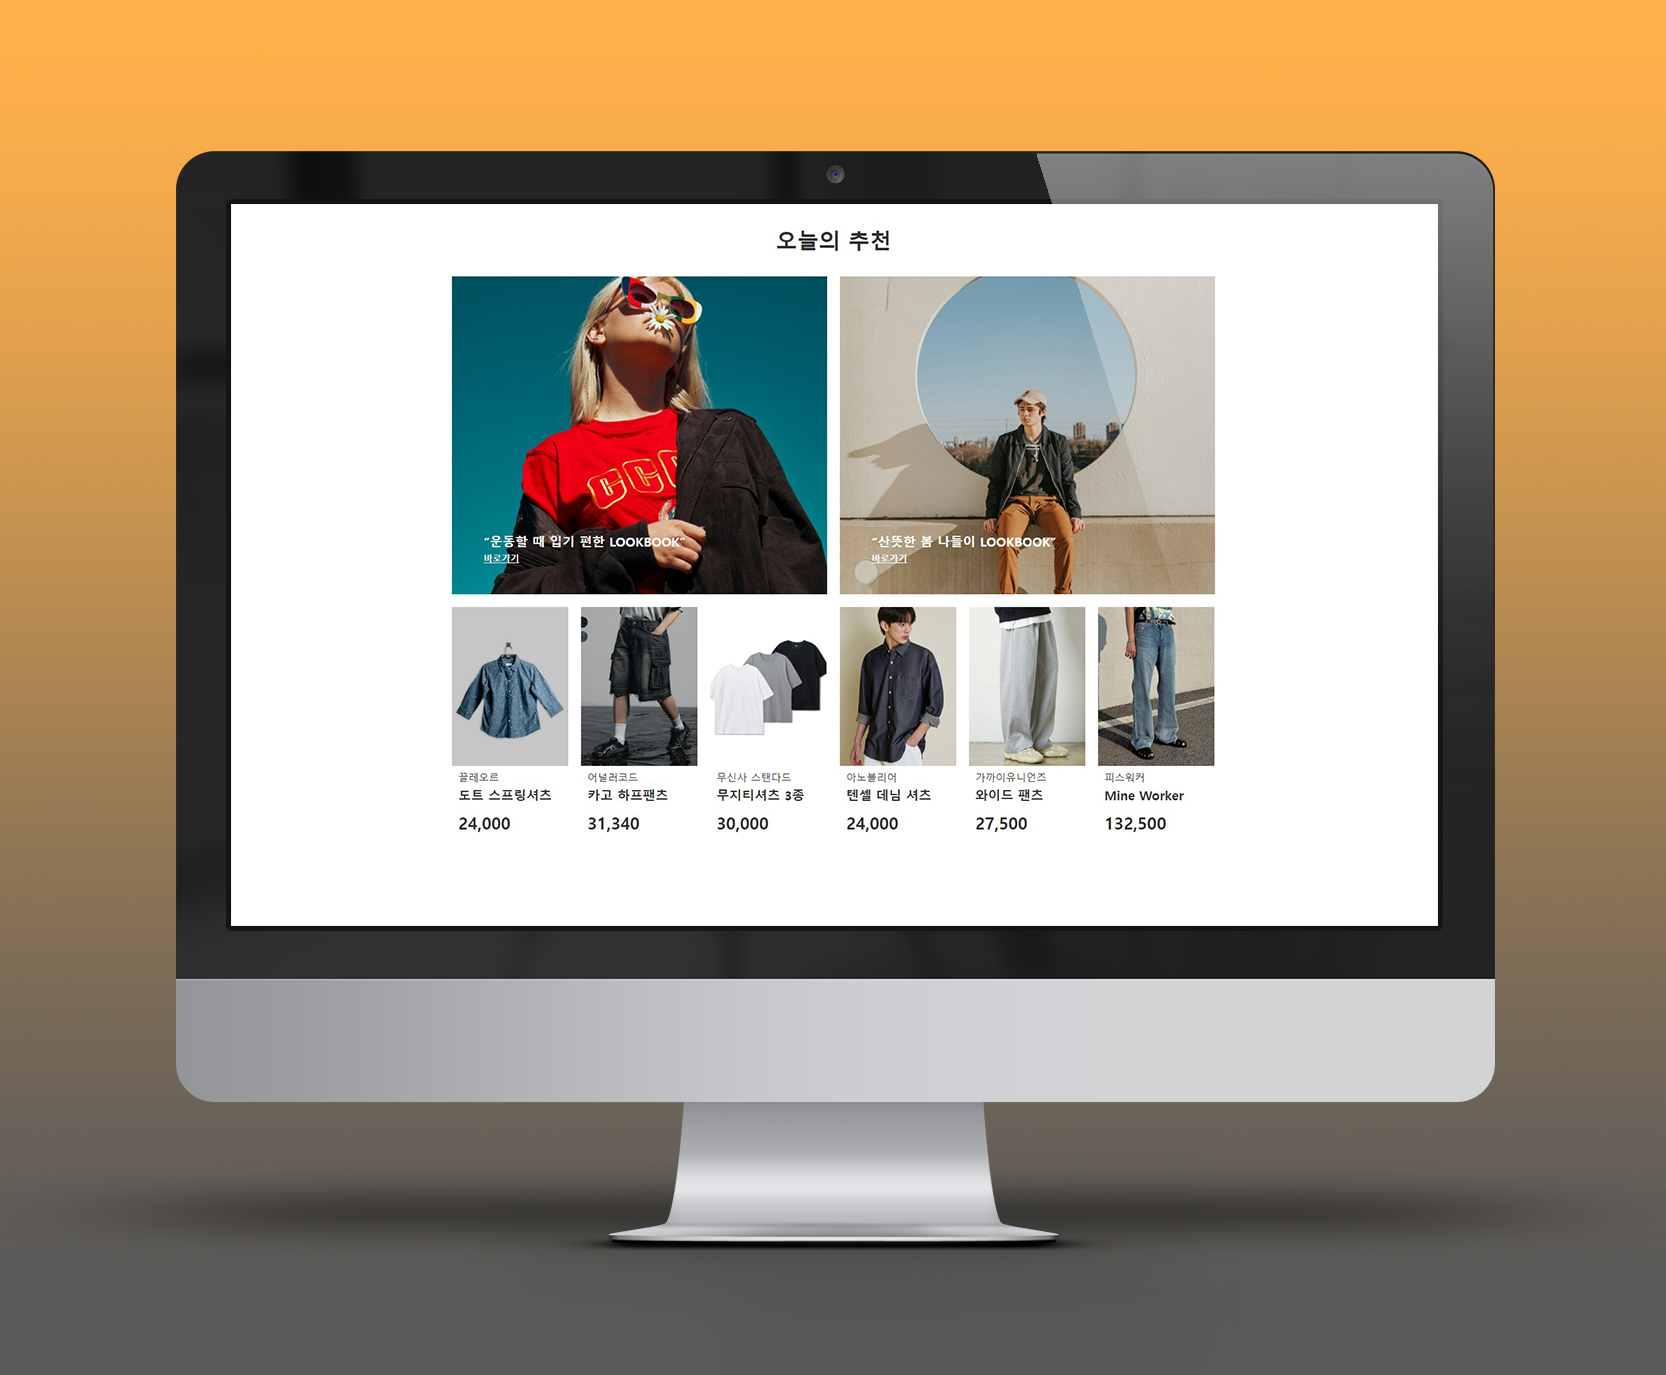 오늘의 추천
“운동할 때 입기 편한 LOOKBOOK”
바로가기
“산뜻한 봄 나들이 LOOKBOOK”
바로가기
끌레오르
도트 스프링셔츠
24,000
어널러코드
카고 하프팬츠
31,340
무신사 스탠다드
무지티셔츠 3종
30,000
아노블리어
텐셀 데님 셔츠
24,000
가까이유니언즈
와이드 팬츠
27,500
피스워커
Mine Worker
132,500